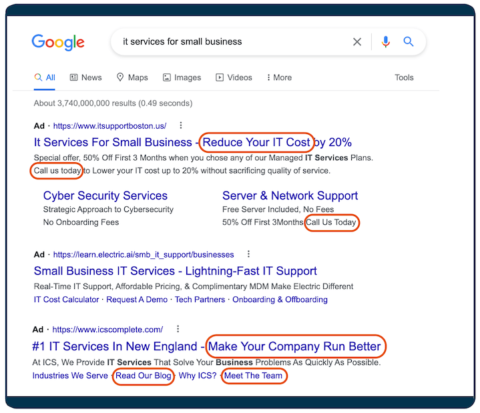 Google
it services for small business
All News Maps Images Videos More Tools
About 3,740,000,000 results (0.49 seconds)
Ad · https://www.itsupportboston.us/
It Services For Small Business - Reduce Your IT Cost by 20%
Special offer, 50% Off First 3 Months when you chose any of our Managed IT Services Plans.
Call us today to Lower your IT cost up to 20% without sacrificing quality of service.
Cyber Security Services
Strategic Approach to Cybersecurity
No Onboarding Fees
Server & Network Support
Free Server Included, No Fees
50% Off First 3Months Call Us Today
Ad · https://learn.electric.ai/smb_it_support/businesses
Small Business IT Services - Lightning-Fast IT Support
Real-Time IT Support, Affordable Pricing, & Complimentary MDM Make Electric Different
IT Cost Calculator · Request A Demo · Tech Partners · Onboarding & Offboarding
Ad · https://www.icscomplete.com/
#1 IT Services In New England - Make Your Company Run Better
At ICS, We Provide IT Services That Solve Your Business Problems As Quickly As Possible.
Industries We Serve · Read Our Blog · Why ICS? · Meet The Team